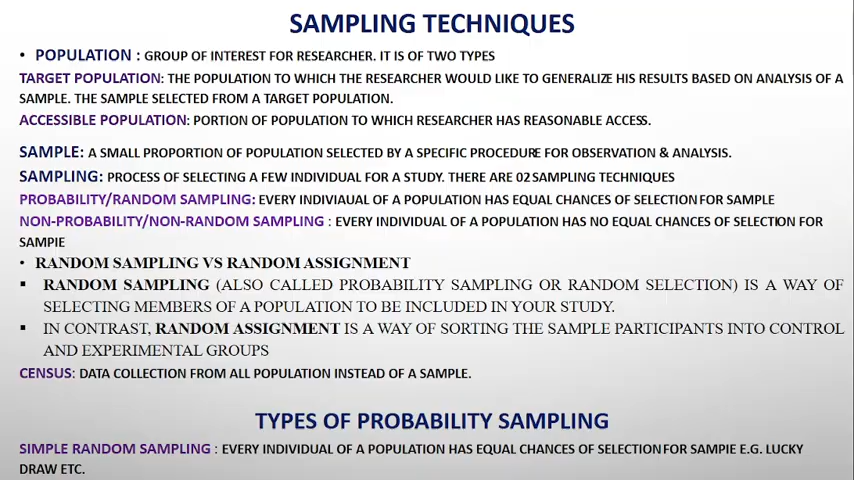 SAMPLING TECHNIQUES
• POPULATION : GROUP OF INTEREST FOR RESEARCHER. IT IS OF TWO TYPES
TARGET POPULATION: THE POPULATION TO WHICH THE RESEARCHER WOULD LIKE TO GENERALIZE HIS RESULTS BASED ON ANALYSIS OF A
SAMPLE. THE SAMPLE SELECTED FROM A TARGET POPULATION.
ACCESSIBLE POPULATION: PORTION OF POPULATION TO WHICH RESEARCHER HAS REASONABLE ACCESS.
SAMPLE: A SMALL PROPORTION OF POPULATION SELECTED BY A SPECIFIC PROCEDURE FOR OBSERVATION & ANALYSIS.
SAMPLING: PROCESS OF SELECTING A FEW INDIVIDUAL FOR A STUDY. THERE ARE 02 SAMPLING TECHNIQUES
PROBABILITY/RANDOM SAMPLING: EVERY INDIVIAUAL OF A POPULATION HAS EQUAL CHANCES OF SELECTION FOR SAMPLE
NON-PROBABILITY/NON-RANDOM SAMPLING : EVERY INDIVIDUAL OF A POPULATION HAS NO EQUAL CHANCES OF SELECTION FOR
SAMPIE
• RANDOM SAMPLING VS RANDOM ASSIGNMENT
▪ RANDOM SAMPLING (ALSO CALLED PROBABILITY SAMPLING OR RANDOM SELECTION) IS A WAY OF
SELECTING MEMBERS OF A POPULATION TO BE INCLUDED IN YOUR STUDY.
▪ IN CONTRAST, RANDOM ASSIGNMENT IS A WAY OF SORTING THE SAMPLE PARTICIPANTS INTO CONTROL
AND EXPERIMENTAL GROUPS
CENSUS: DATA COLLECTION FROM ALL POPULATION INSTEAD OF A SAMPLE.
TYPES OF PROBABILITY SAMPLING
SIMPLE RANDOM SAMPLING : EVERY INDIVIDUAL OF A POPULATION HAS EQUAL CHANCES OF SELECTION FOR SAMPIE E.G. LUCKY
DRAW ETC.